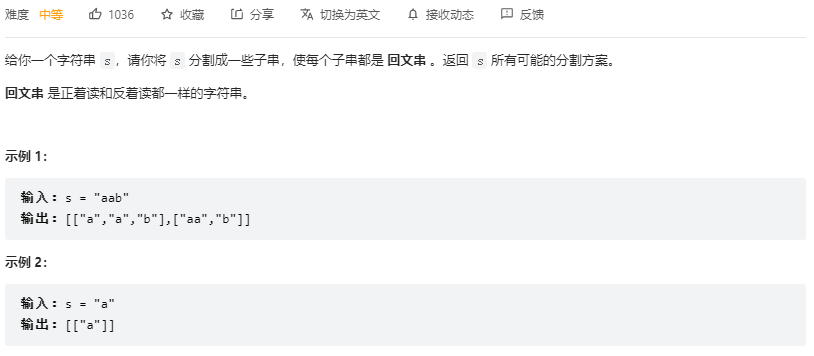 难度 中等 1036 收藏 分享 切换为英文 接收动态 反馈
给你一个字符串 s，请你将 s 分割成一些子串，使每个子串都是 回文串 。返回 s 所有可能的分割方案。
回文串 是正着读和反着读都一样的字符串。
示例 1：
输入：s = "aab"
输出：[["a","a","b"],["aa","b"]]
示例 2：
输入：s = "a"
输出：[["a"]]